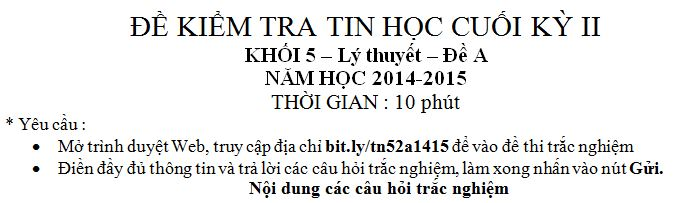 ĐỀ KIỂM TRA TIN HỌC CUỐI KỲ II
KHỐI 5 – Lý thuyết – Đề A
NĂM HỌC 2014-2015
THỜI GIAN : 10 phút
* Yêu cầu :
• Mở trình duyệt Web, truy cập địa chỉ bit.ly/tn52a1415 để vào đề thi trắc nghiệm
• Điền đầy đủ thông tin và trả lời các câu hỏi trắc nghiệm, làm xong nhấn vào nút Gửi.
Nội dung các câu hỏi trắc nghiệm